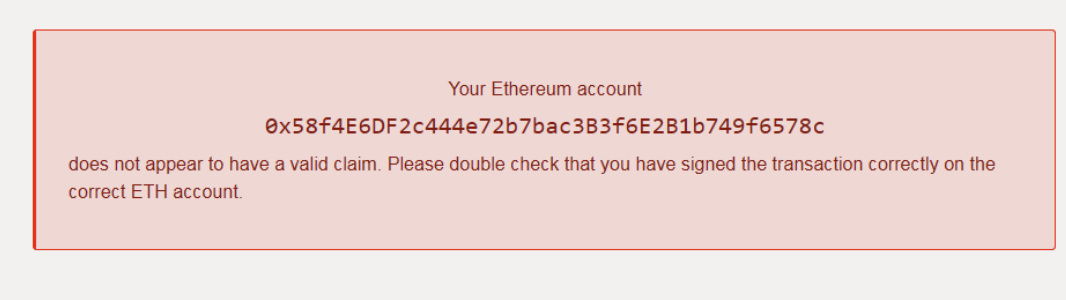 Your Ethereum account
0x58f4E6DF2c444e72b7bac3B3f6E2B1b749f6578c
does not appear to have a valid claim. Please double check that you have signed the transaction correctly on the
correct ETH account.